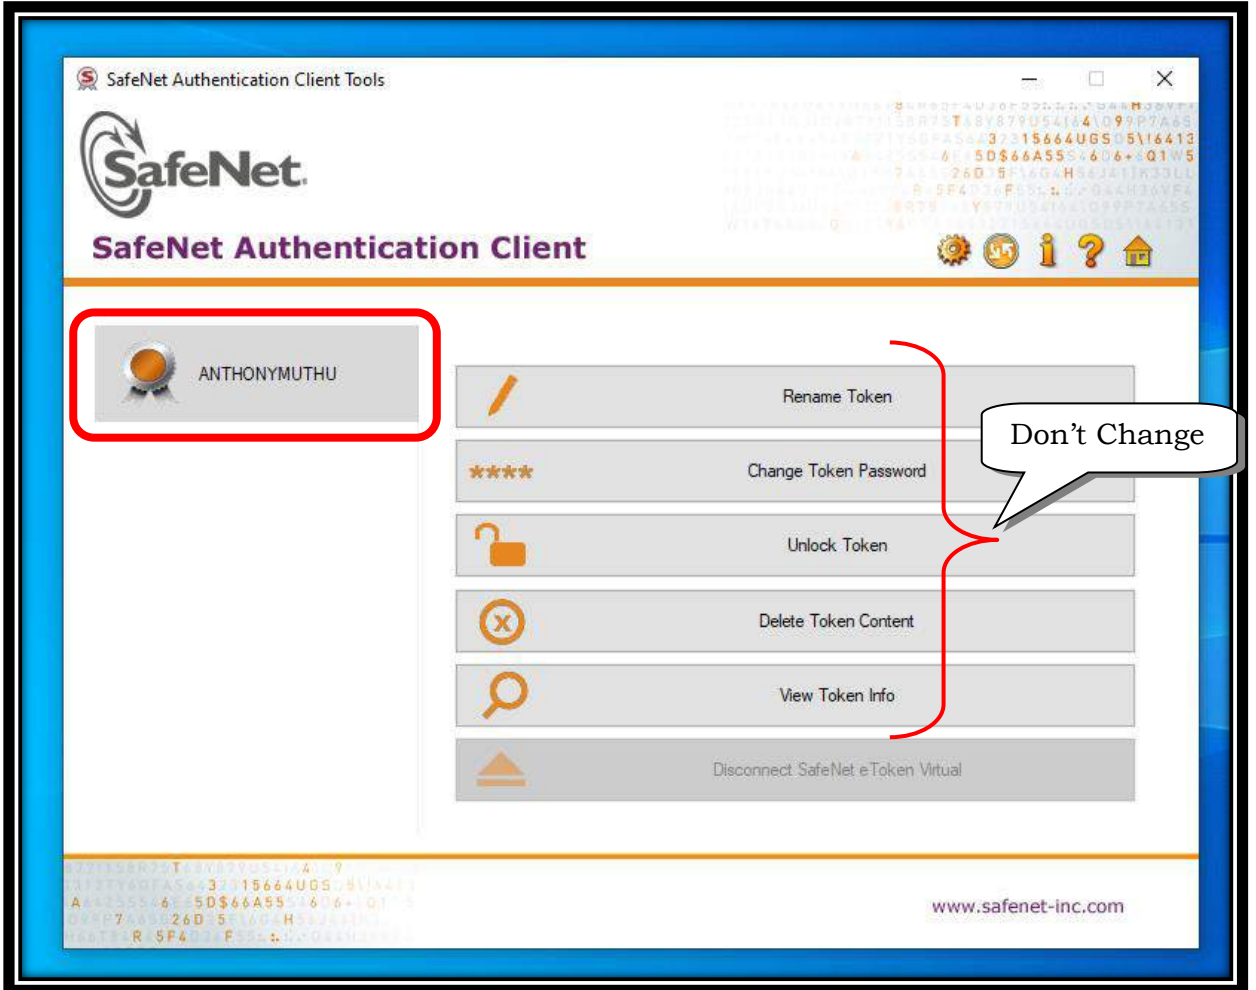 SafeNet Authentication Client Tools
SafeNet.
SafeNet Authentication Client
ANTHONYMUTHU
Rename Token
Don’t Change
**** Change Token Password
Unlock Token
Delete Token Content
View Token Info
Disconnect SafeNet eToken Virtual
www.safenet-inc.com